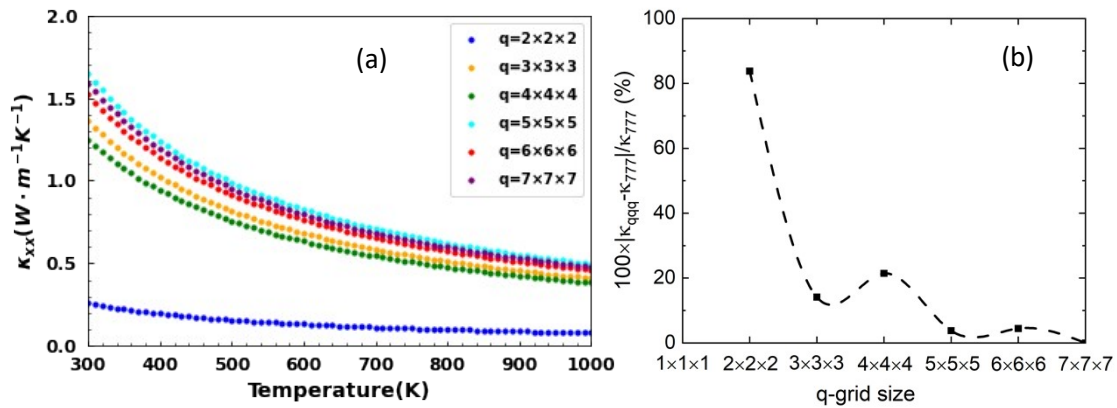 (a)
q=2×2×2
q=3×3×3
q=4×4×4
q=5×5×5
q=6×6×6
q=7×7×7
2.0
1.5
1.0
0.5
0.0
κxx(W · m⁻¹K⁻¹)
300 400 500 600 700 800 900 1000
Temperature(K)
(b)
100
80
60
40
20
0
100×|κqqq-κ777|/κ777 (%)
1×1×1 2×2×2 3×3×3 4×4×4 5×5×5 6×6×6 7×7×7
q-grid size